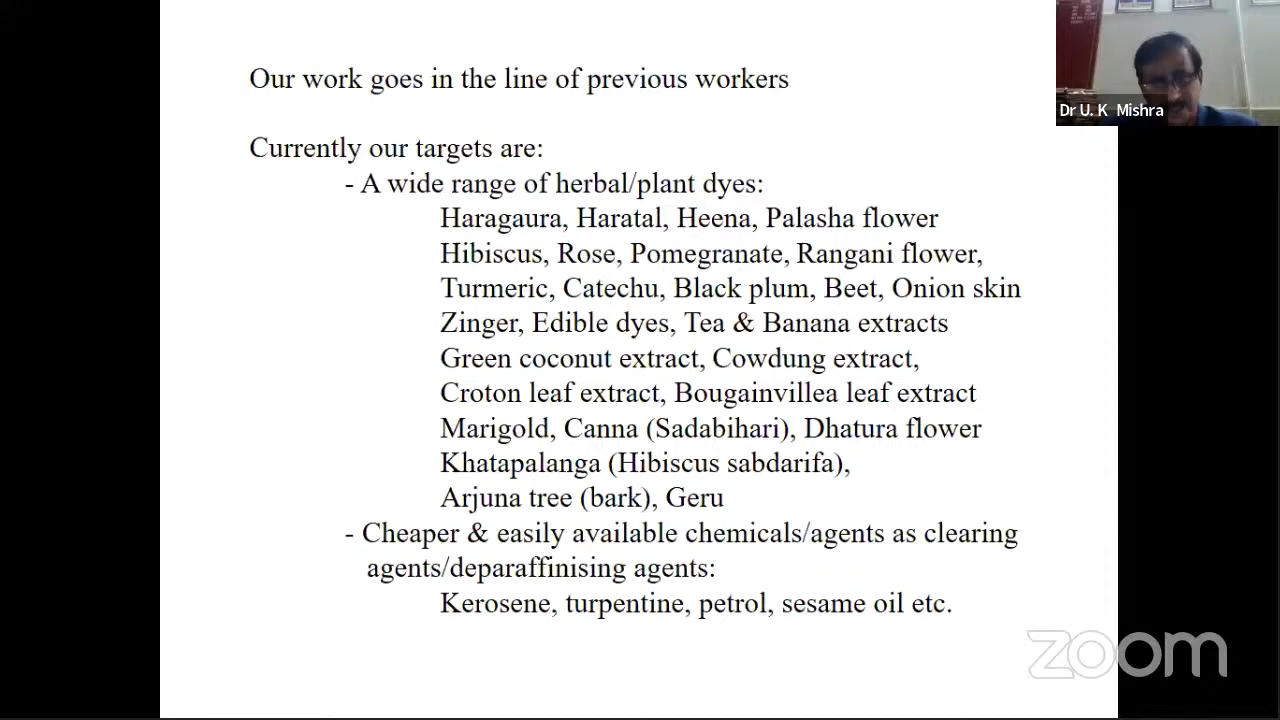 Our work goes in the line of previous workers
Currently our targets are:
- A wide range of herbal/plant dyes:
Haragaura, Haratal, Heena, Palasha flower
Hibiscus, Rose, Pomegranate, Rangani flower,
Turmeric, Catechu, Black plum, Beet, Onion skin
Zinger, Edible dyes, Tea & Banana extracts
Green coconut extract, Cowdung extract,
Croton leaf extract, Bougainvillea leaf extract
Marigold, Canna (Sadabihari), Dhatura flower
Khatapalanga (Hibiscus sabdarifa),
Arjuna tree (bark), Geru
- Cheaper & easily available chemicals/agents as clearing
agents/deparaffinising agents:
Kerosene, turpentine, petrol, sesame oil etc.
Dr U. K Mishra
zoom